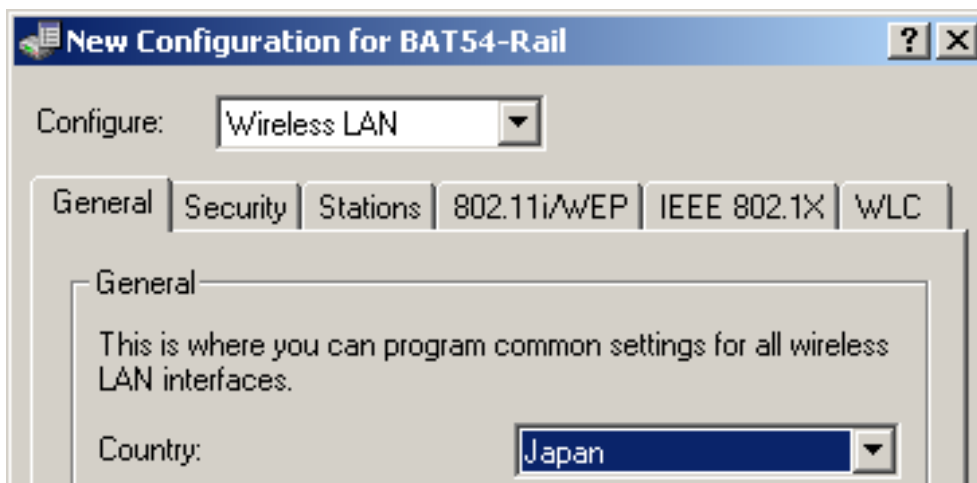 New Configuration for BAT54-Rail
Configure: Wireless LAN
General Security Stations 802.11i/WEP IEEE 802.1X WLC
General
This is where you can program common settings for all wireless
LAN interfaces.
Country: Japan